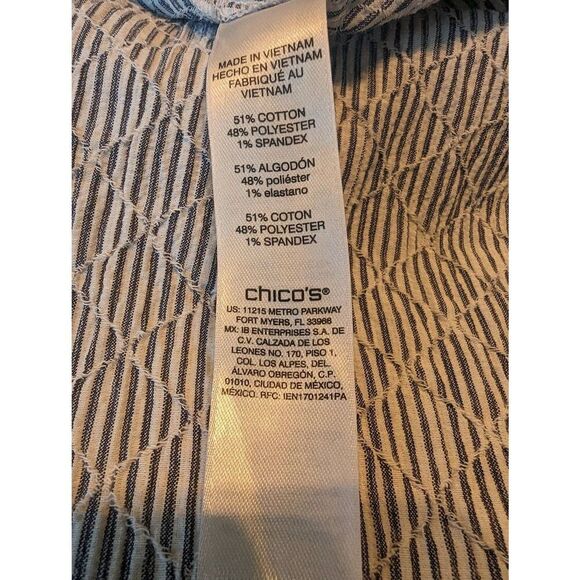 MADE IN VIETNAM
HECHO EN VIETNAM
FABRIQUÉ AU
VIETNAM
51% COTTON
48% POLYESTER
1% SPANDEX
51% ALGODÓN
48% poliéster
1% elastano
51% COTON
48% POLYESTER
1% SPANDEX
chico's®
US: 11215 METRO PARKWAY
FORT MYERS, FL 33966
MX: IB ENTERPRISES S.A. DE
C.V. CALZADA DE LOS
LEONES NO. 170, PISO 1,
COL. LOS ALPES, DEL.
ÁLVARO OBREGÓN, C.P.
01010, CIUDAD DE MÉXICO,
MÉXICO. RFC: IEN1701241PA